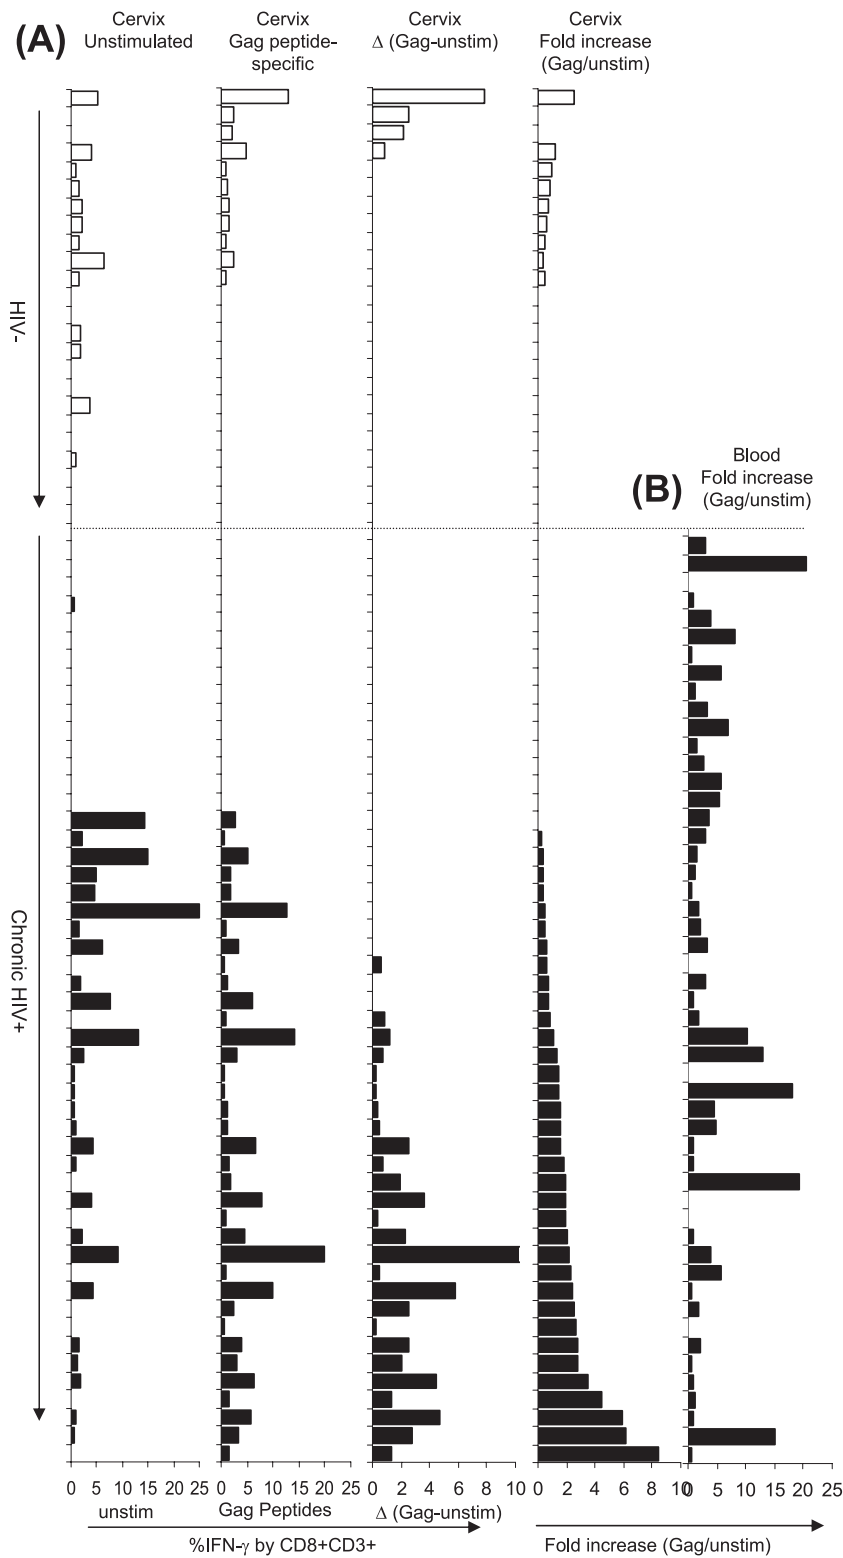 (A)
Cervix
Unstimulated
Cervix
Gag peptide-
specific
Cervix
Δ (Gag-unstim)
Cervix
Fold increase
(Gag/unstim)
HIV-
(B)
Blood
Fold increase
(Gag/unstim)
Chronic HIV+
0 5 10 15 20 25
0 5 10 15 20 25
0 2 4 6 8 10
0 2 4 6 8 10
0 5 10 15 20 25
unstim
Gag Peptides
Δ (Gag-unstim)
%IFN-γ by CD8+CD3+
Fold increase (Gag/unstim)